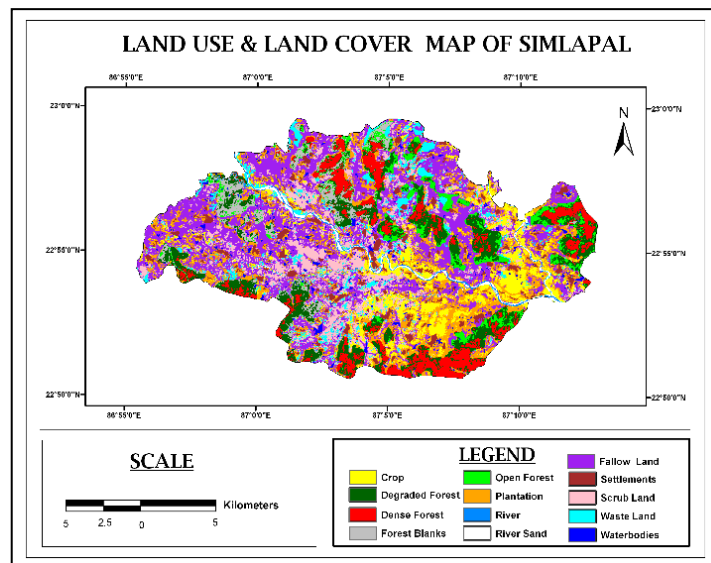 LAND USE & LAND COVER MAP OF SIMLAPAL
86°55'0"E 87°0'0"E 87°5'0"E 87°10'0"E
23°0'0"N 23°0'0"N
N
22°55'0"N 22°55'0"N
22°50'0"N 22°50'0"N
86°55'0"E 87°0'0"E 87°5'0"E 87°10'0"E
SCALE
Kilometers
5 2.5 0 5
LEGEND
Crop
Degraded Forest
Dense Forest
Forest Blanks
Open Forest
Plantation
River
River Sand
Fallow Land
Settlements
Scrub Land
Waste Land
Waterbodies